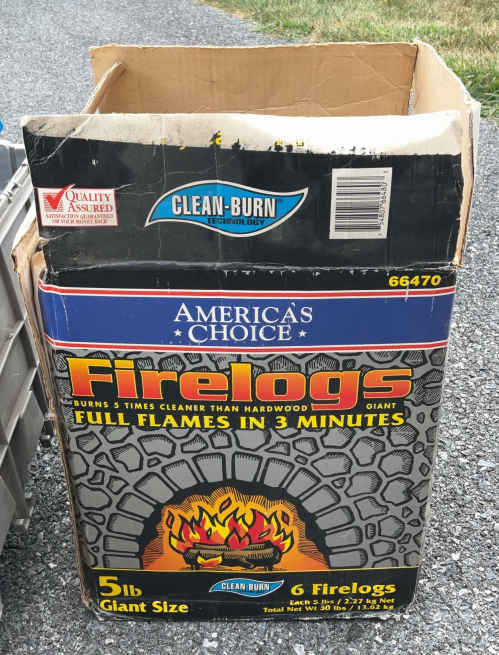 QUALITY
ASSURED
SATISFACTION GUARANTEED
OR YOUR MONEY BACK
CLEAN-BURN®
TECHNOLOGY
66470
AMERICA'S
★ CHOICE ★
Firelogs
BURNS 5 TIMES CLEANER THAN HARDWOOD
GIANT
FULL FLAMES IN 3 MINUTES
5lb
Giant Size
CLEAN-BURN
6 Firelogs
Each 5 lbs / 2.27 kg Net
Total Net Wt 30 lbs / 13.62 kg